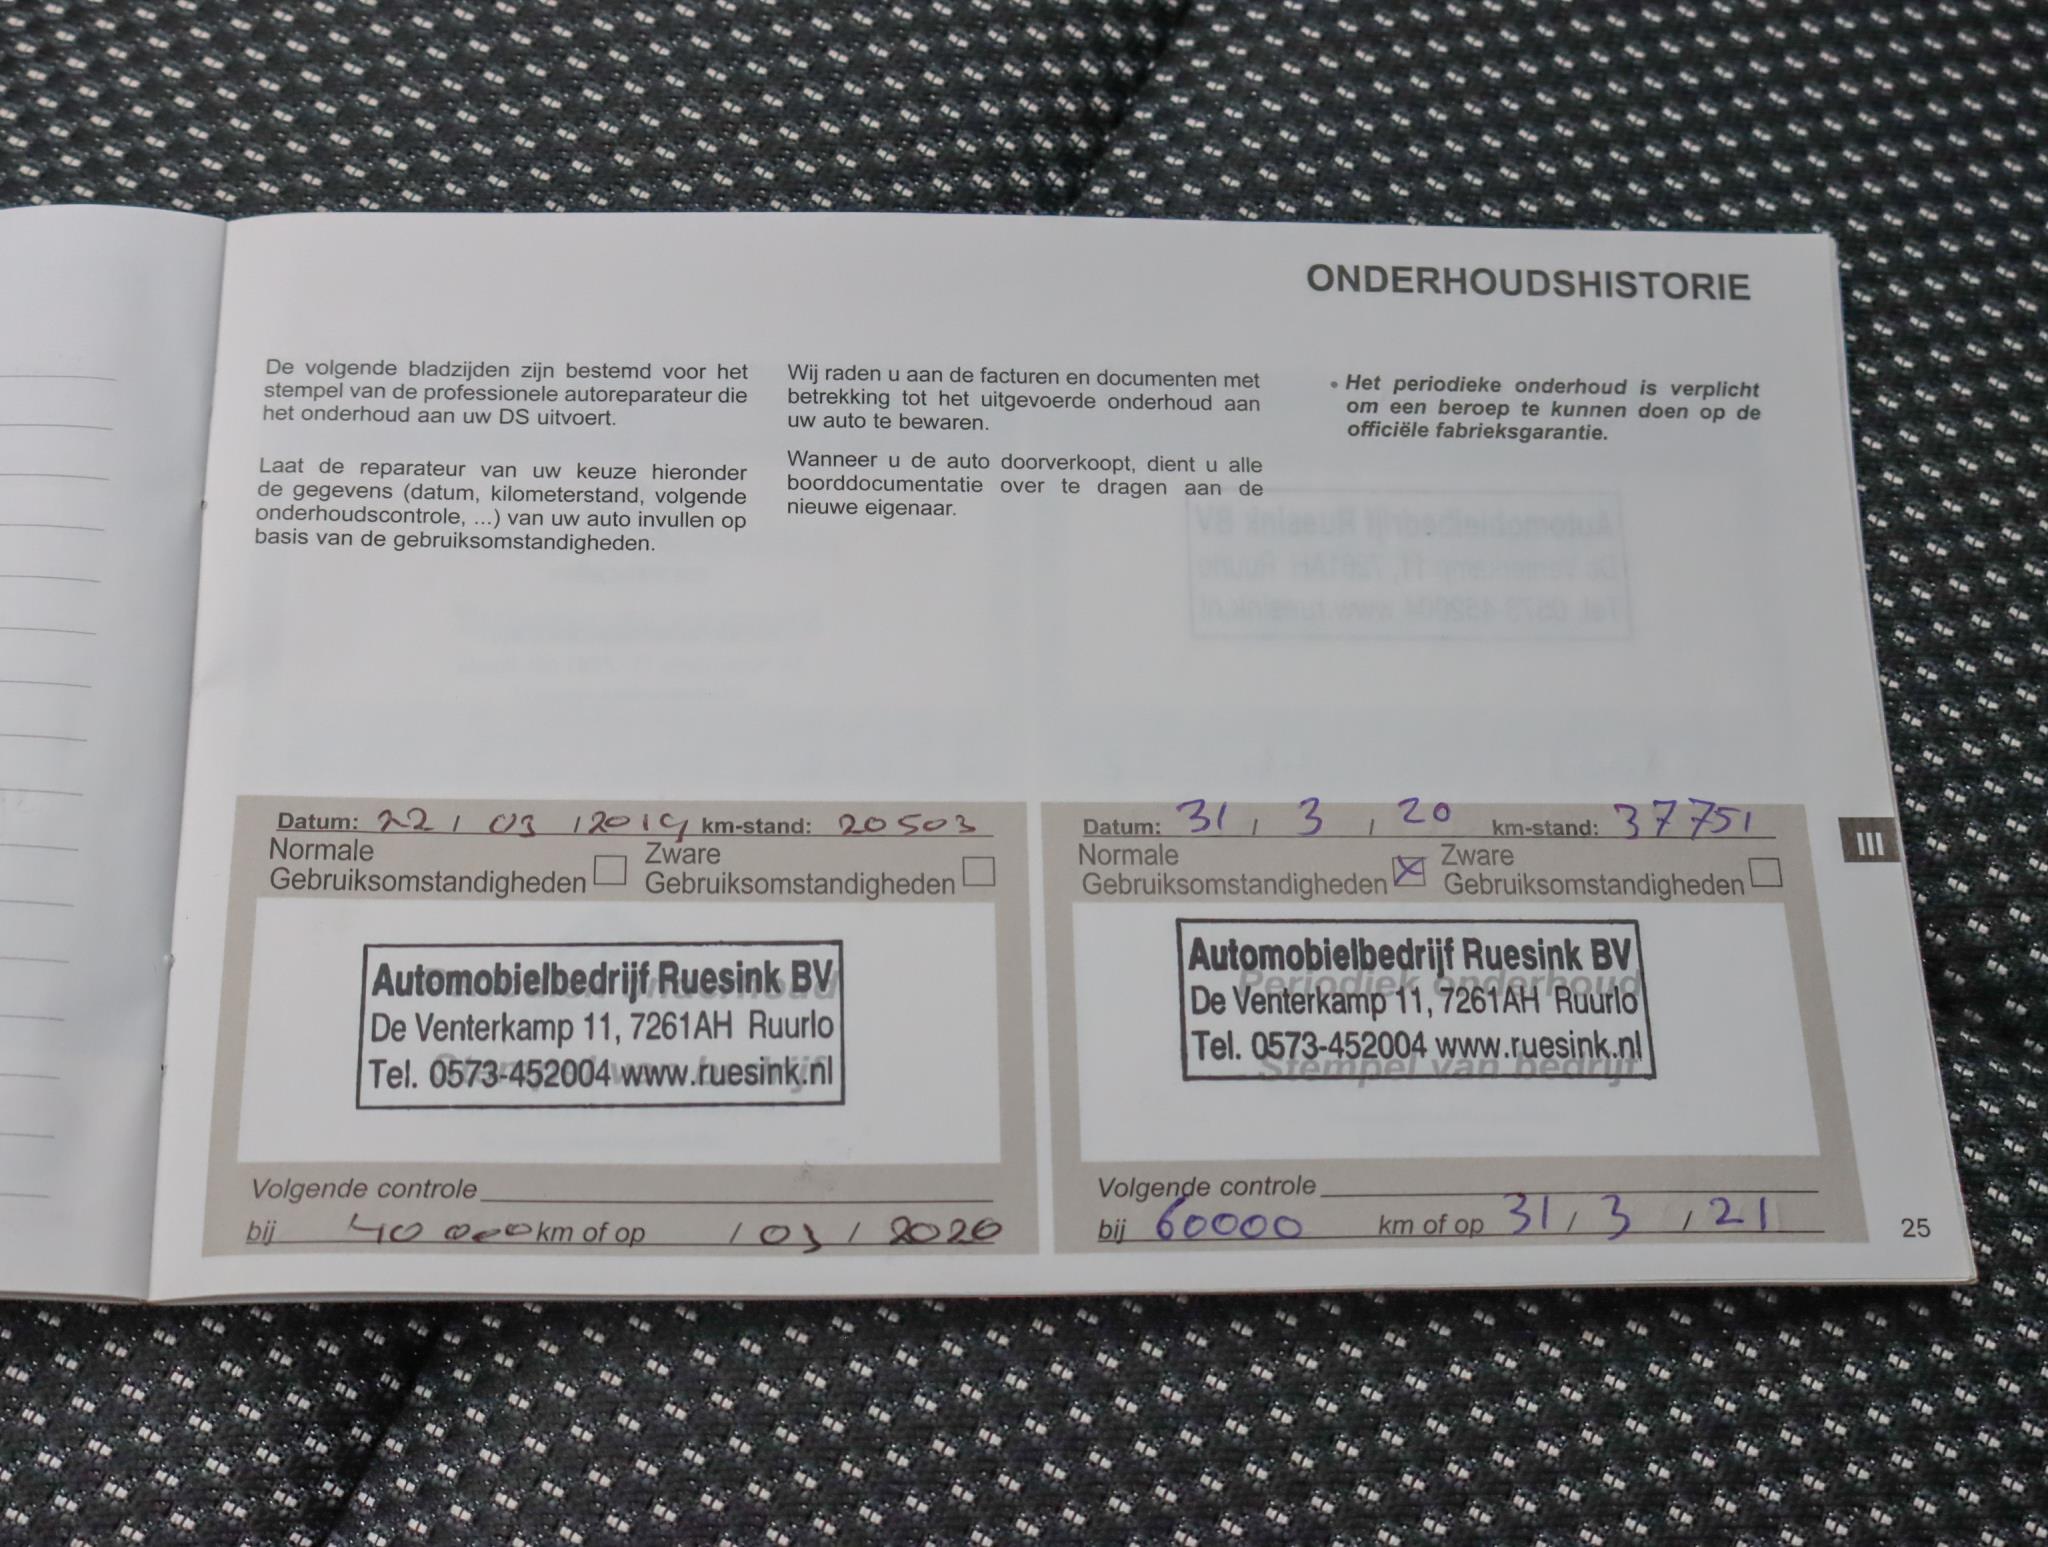 ONDERHOUDSHISTORIE
De volgende bladzijden zijn bestemd voor het
stempel van de professionele autoreparateur die
het onderhoud aan uw DS uitvoert.
Laat de reparateur van uw keuze hieronder
de gegevens (datum, kilometerstand, volgende
onderhoudscontrole, ...) van uw auto invullen op
basis van de gebruiksomstandigheden.
Wij raden u aan de facturen en documenten met
betrekking tot het uitgevoerde onderhoud aan
uw auto te bewaren.
Wanneer u de auto doorverkoopt, dient u alle
boorddocumentatie over te dragen aan de
nieuwe eigenaar.
• Het periodieke onderhoud is verplicht
om een beroep te kunnen doen op de
officiële fabrieksgarantie.
Datum: 22 / 03 / 2019 km-stand: 20503
Normale
Gebruiksomstandigheden
Zware
Gebruiksomstandigheden
Automobielbedrijf Ruesink BV
De Venterkamp 11, 7261AH Ruurlo
Tel. 0573-452004 www.ruesink.nl
Volgende controle
bij 40 000 km of op / 03 / 2020
Datum: 31 / 3 / 20 km-stand: 37751
Normale
Gebruiksomstandigheden
Zware
Gebruiksomstandigheden
Periodiek onderhoud
Stempel van bedrijf
Automobielbedrijf Ruesink BV
De Venterkamp 11, 7261AH Ruurlo
Tel. 0573-452004 www.ruesink.nl
Volgende controle
bij 60000 km of op 31 / 3 / 21
III
25